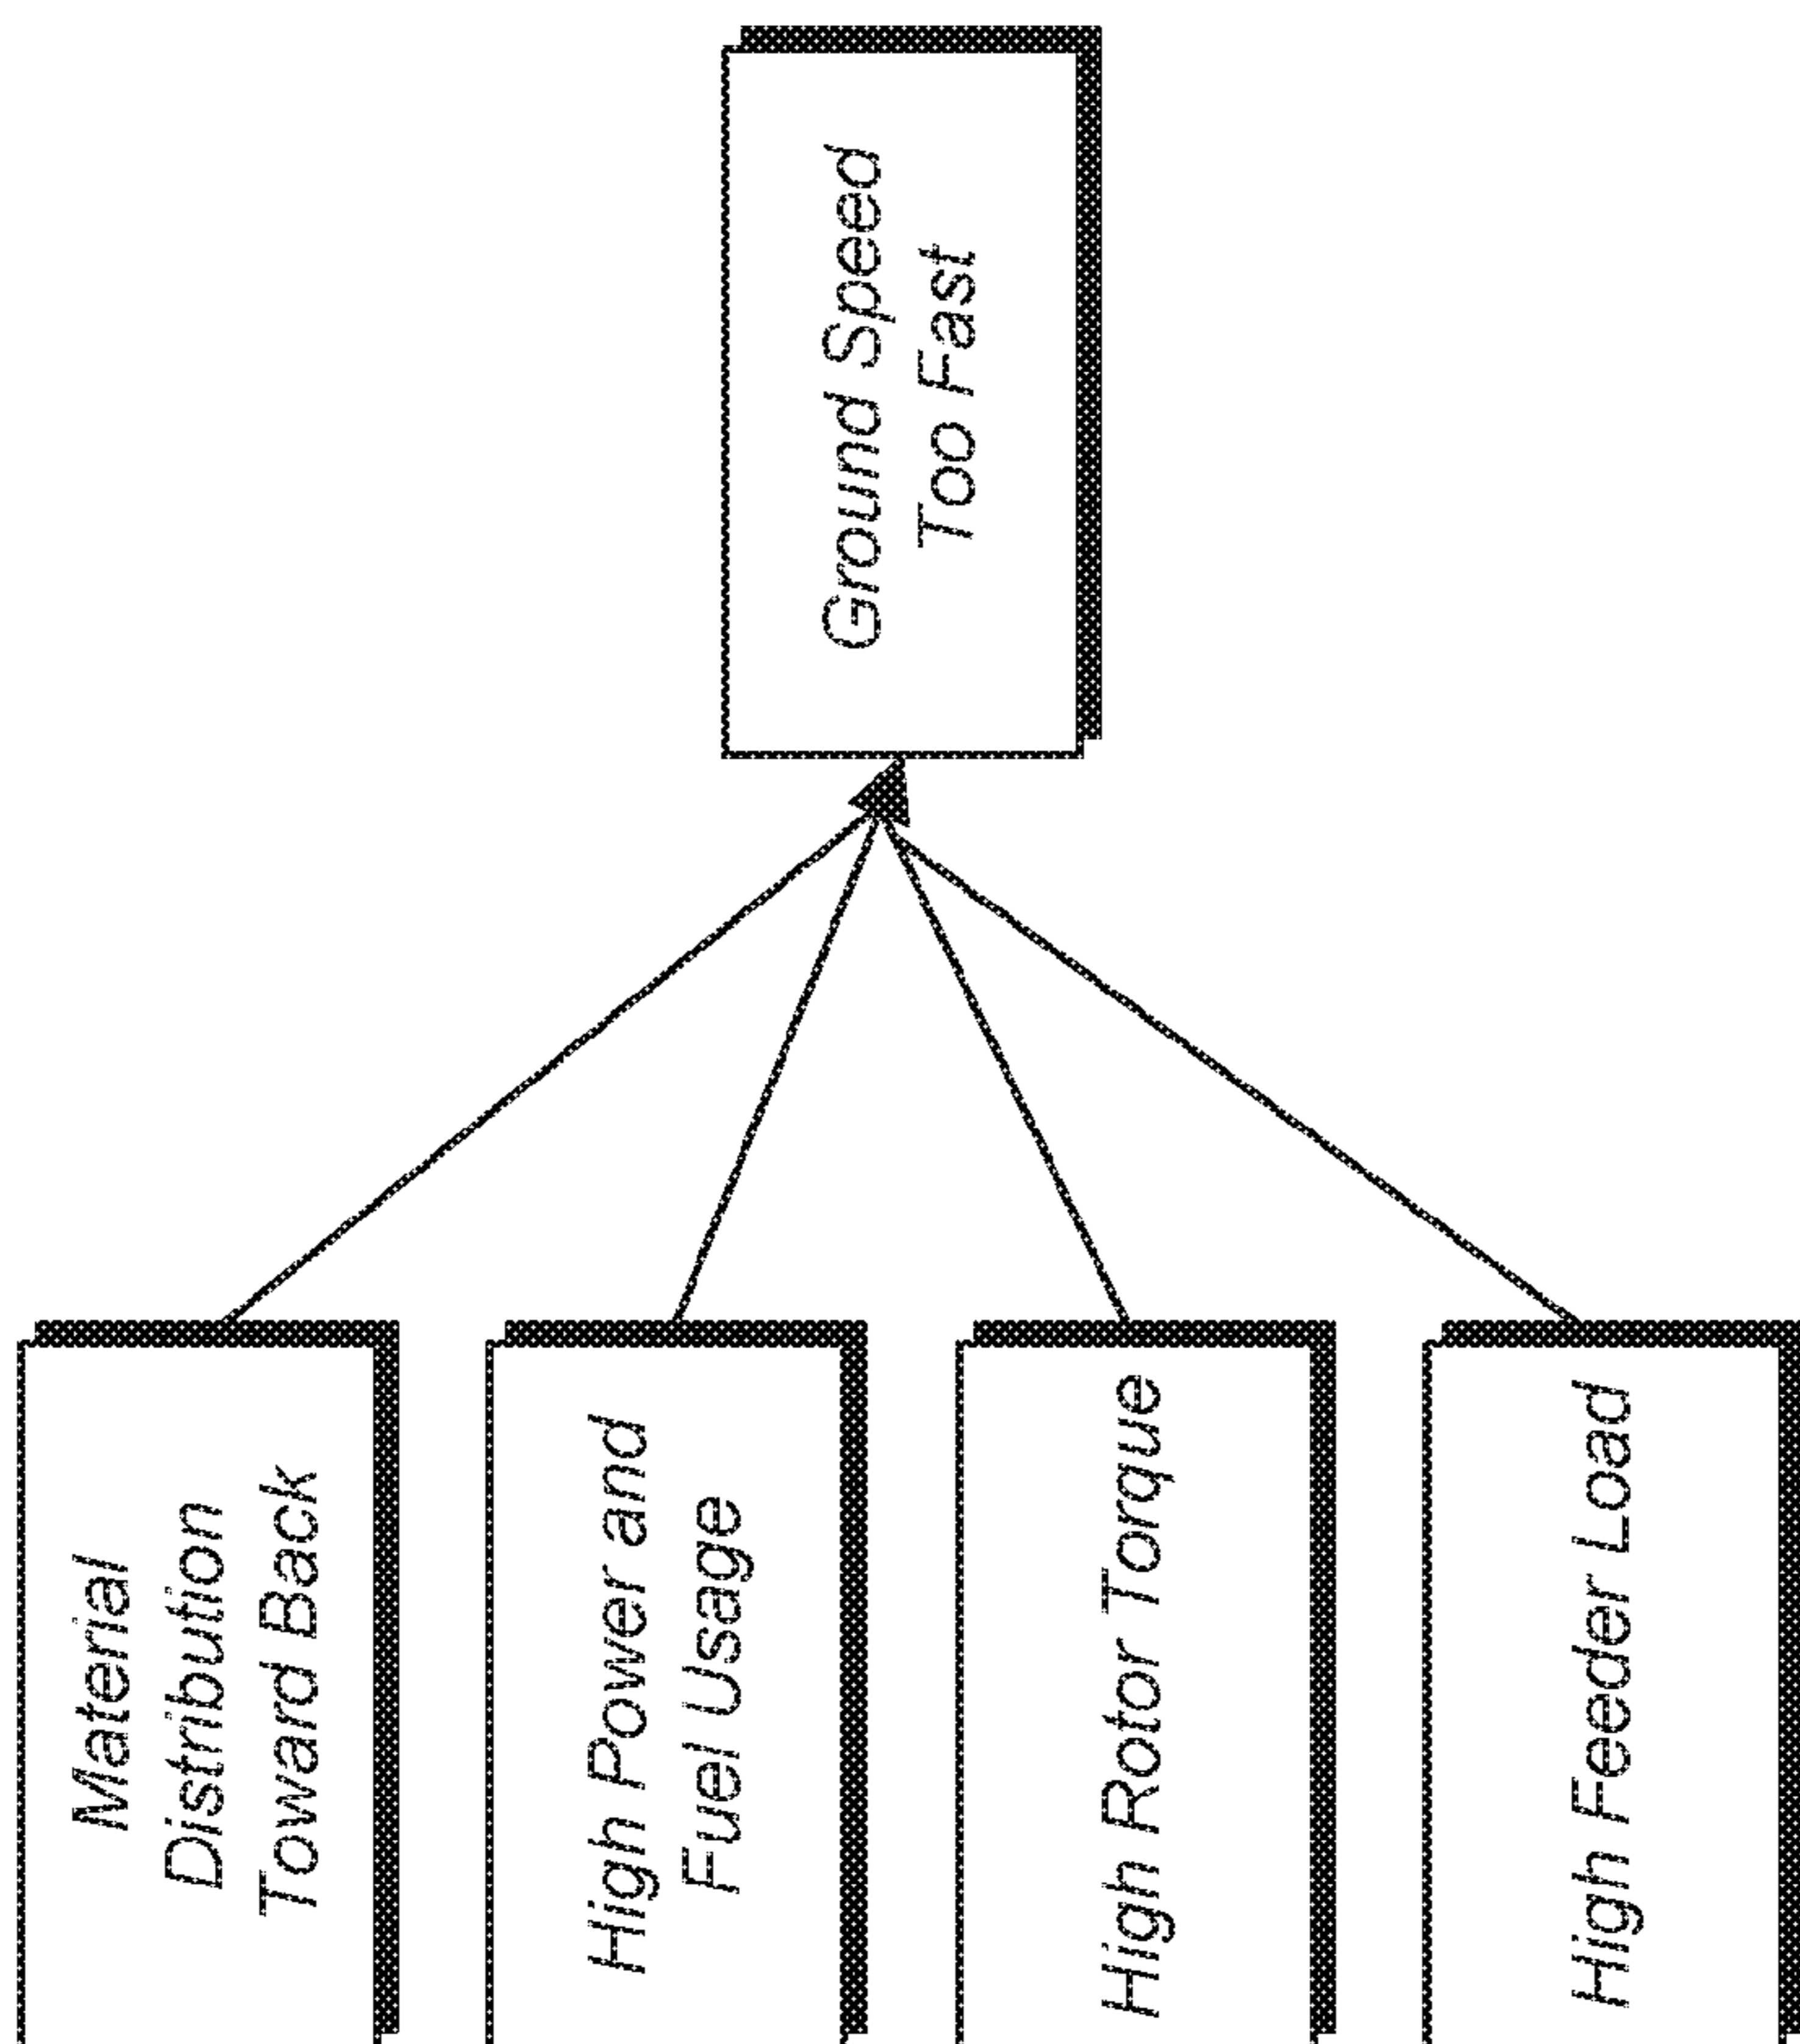 Material
Distribution
Toward Back
High Power and
Fuel Usage
High Rotor Torque
High Feeder Load
Ground Speed
Too Fast